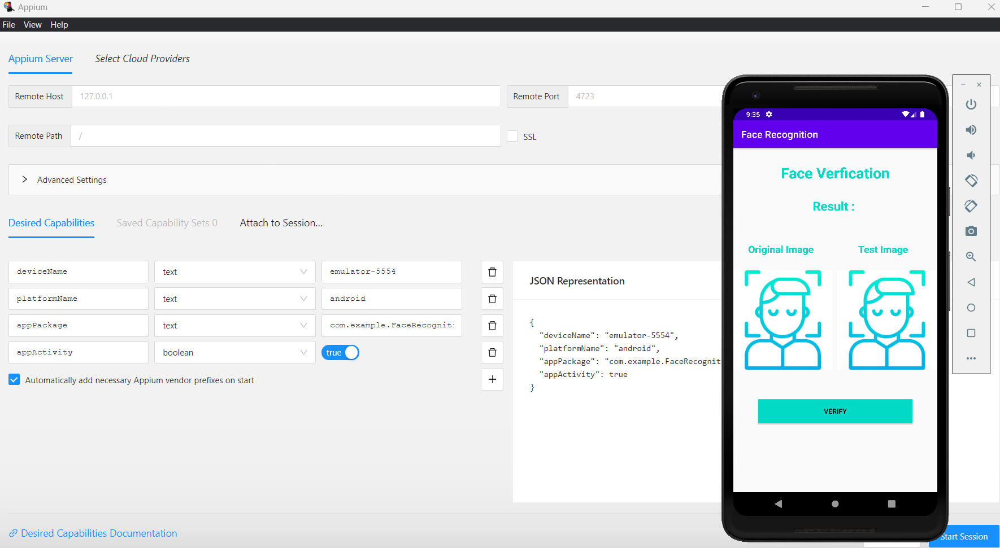 Appium
File View Help
Appium Server Select Cloud Providers
Remote Host 127.0.0.1 Remote Port 4723
Remote Path / SSL
Advanced Settings
Desired Capabilities Saved Capability Sets 0 Attach to Session...
deviceName text emulator-5554
platformName text android
appPackage text com.example.FaceRecogniti
appActivity boolean true
Automatically add necessary Appium vendor prefixes on start
JSON Representation
{
"deviceName": "emulator-5554",
"platformName": "android",
"appPackage": "com.example.FaceRecognit
"appActivity": true
}
Desired Capabilities Documentation
Start Session
9:35
Face Recognition
Face Verfication
Result :
Original Image Test Image
VERIFY